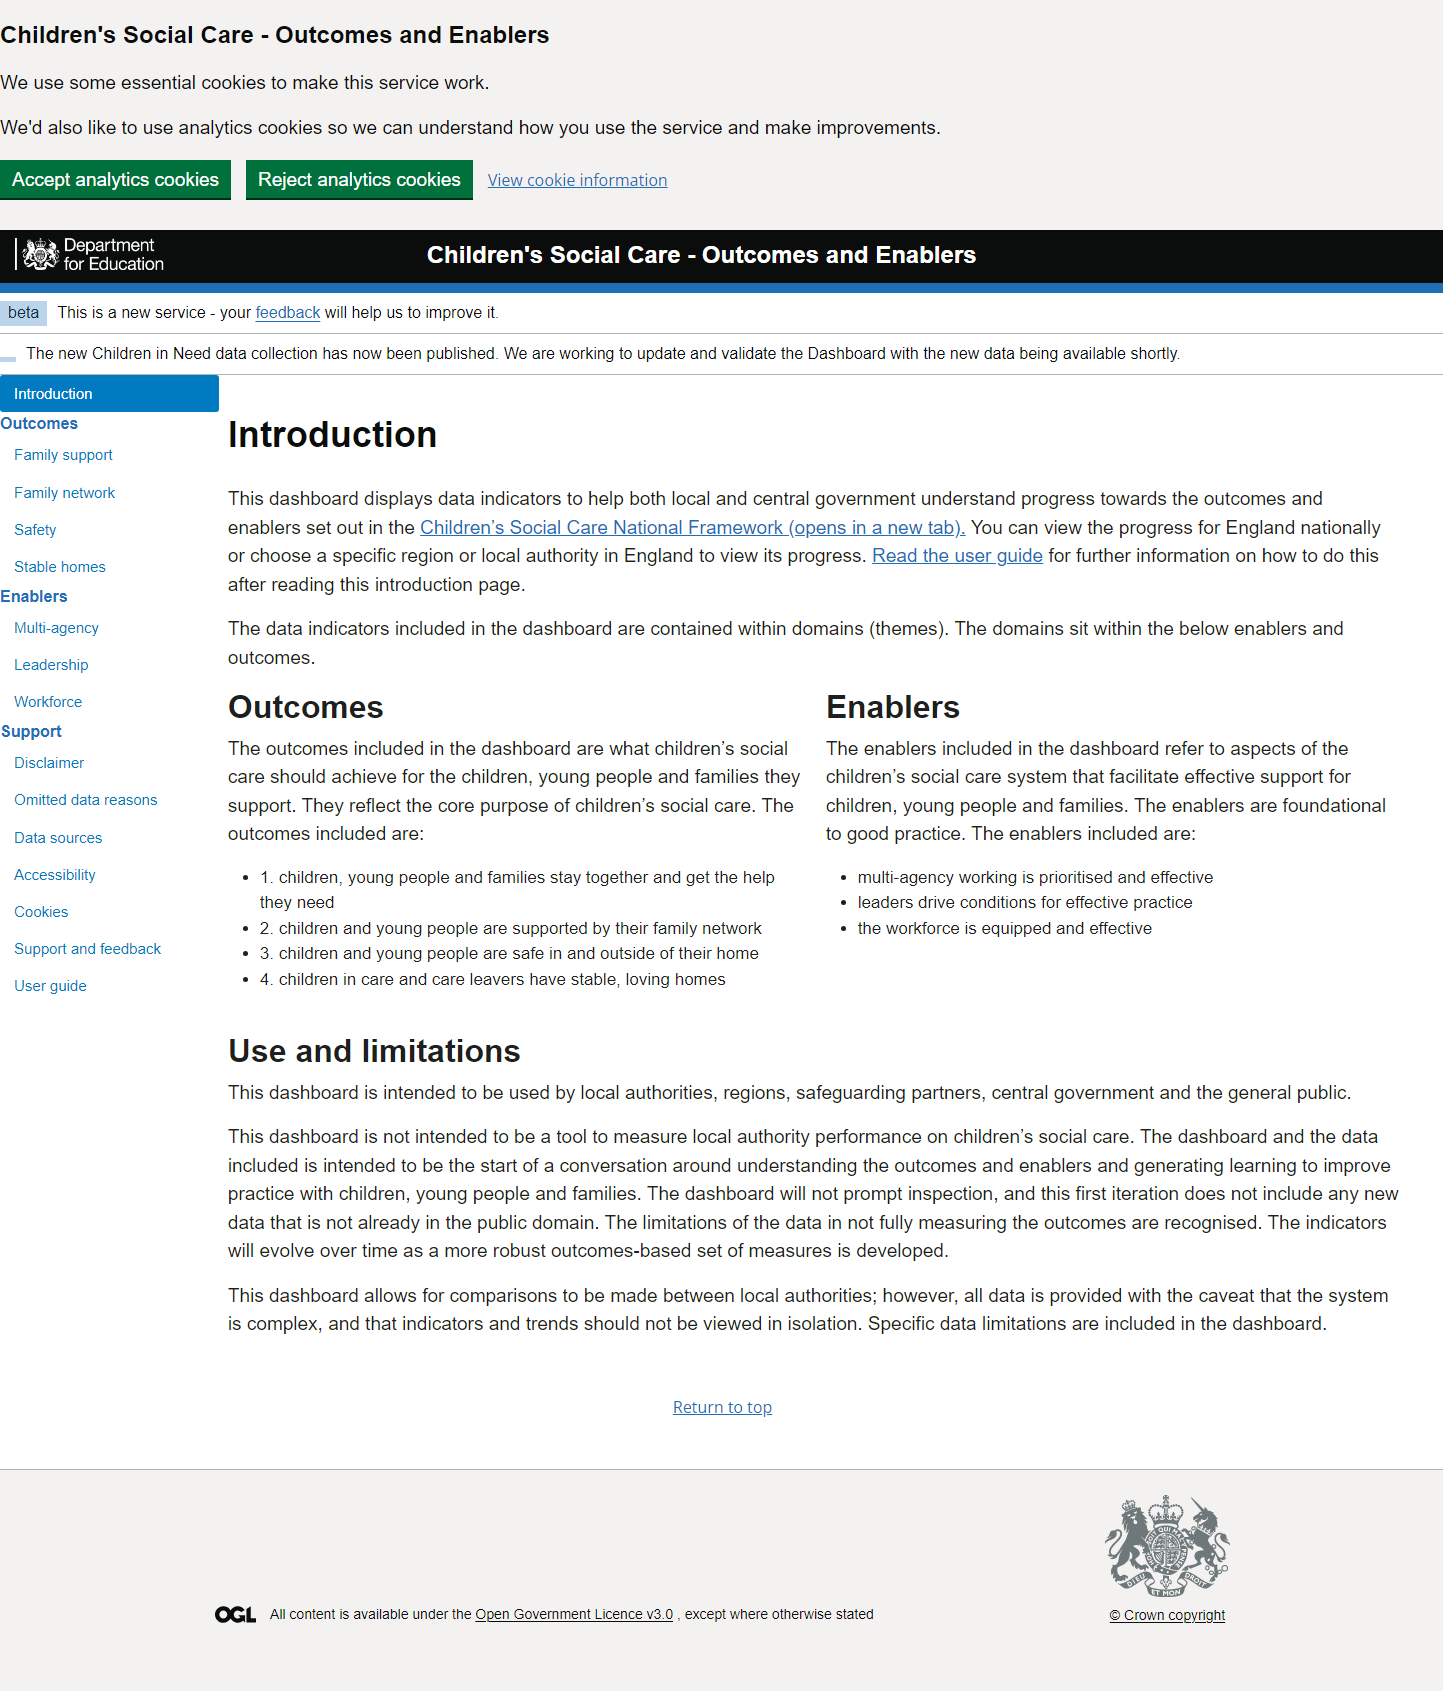 Children's Social Care - Outcomes and Enablers
We use some essential cookies to make this service work.
We'd also like to use analytics cookies so we can understand how you use the service and make improvements.
Accept analytics cookies Reject analytics cookies View cookie information
Department
for Education
Children's Social Care - Outcomes and Enablers
beta This is a new service - your feedback will help us to improve it.
The new Children in Need data collection has now been published. We are working to update and validate the Dashboard with the new data being available shortly.
Introduction
Outcomes
Family support
Family network
Safety
Stable homes
Enablers
Multi-agency
Leadership
Workforce
Support
Disclaimer
Omitted data reasons
Data sources
Accessibility
Cookies
Support and feedback
User guide
Introduction
This dashboard displays data indicators to help both local and central government understand progress towards the outcomes and
enablers set out in the Children’s Social Care National Framework (opens in a new tab). You can view the progress for England nationally
or choose a specific region or local authority in England to view its progress. Read the user guide for further information on how to do this
after reading this introduction page.
The data indicators included in the dashboard are contained within domains (themes). The domains sit within the below enablers and
outcomes.
Outcomes
The outcomes included in the dashboard are what children’s social
care should achieve for the children, young people and families they
support. They reflect the core purpose of children’s social care. The
outcomes included are:
• 1. children, young people and families stay together and get the help
they need
• 2. children and young people are supported by their family network
• 3. children and young people are safe in and outside of their home
• 4. children in care and care leavers have stable, loving homes
Enablers
The enablers included in the dashboard refer to aspects of the
children’s social care system that facilitate effective support for
children, young people and families. The enablers are foundational
to good practice. The enablers included are:
• multi-agency working is prioritised and effective
• leaders drive conditions for effective practice
• the workforce is equipped and effective
Use and limitations
This dashboard is intended to be used by local authorities, regions, safeguarding partners, central government and the general public.
This dashboard is not intended to be a tool to measure local authority performance on children’s social care. The dashboard and the data
included is intended to be the start of a conversation around understanding the outcomes and enablers and generating learning to improve
practice with children, young people and families. The dashboard will not prompt inspection, and this first iteration does not include any new
data that is not already in the public domain. The limitations of the data in not fully measuring the outcomes are recognised. The indicators
will evolve over time as a more robust outcomes-based set of measures is developed.
This dashboard allows for comparisons to be made between local authorities; however, all data is provided with the caveat that the system
is complex, and that indicators and trends should not be viewed in isolation. Specific data limitations are included in the dashboard.
Return to top
OGL All content is available under the Open Government Licence v3.0 , except where otherwise stated
DIEU ET MON DROIT
© Crown copyright